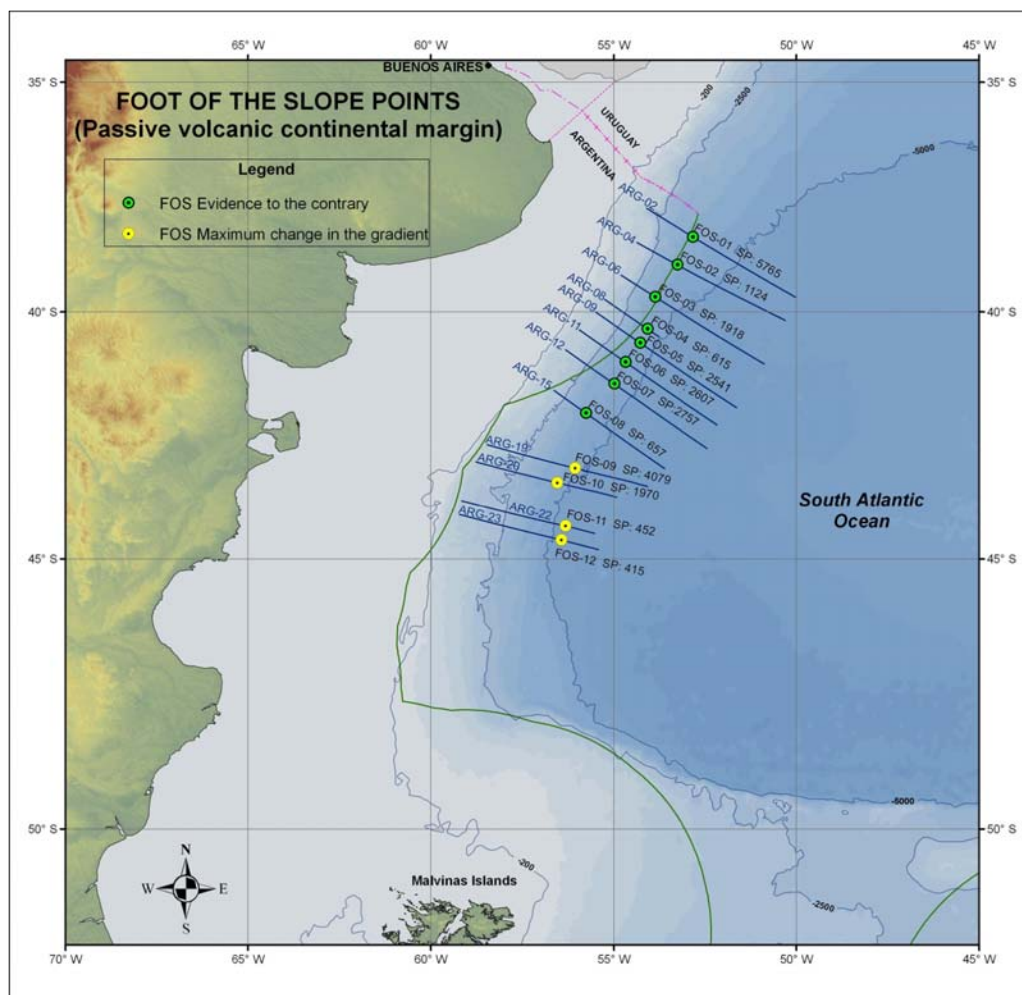 65° W
60° W
55° W
50° W
35° S
BUENOS AIRES
-200
-2500
35° S
FOOT OF THE SLOPE POINTS
(Passive volcanic continental margin)
URUGUAY
ARGENTINA
-5000
Legend
FOS Evidence to the contrary
FOS Maximum change in the gradient
ARG-02
FOS-01 SP: 5765
ARG-04
FOS-02 SP: 1124
ARG-06
FOS-03 SP: 1918
40° S
40° S
ARG-08
FOS-04 SP: 615
ARG-09
FOS-05 SP: 2541
ARG-11
FOS-06 SP: 2607
ARG-12
FOS-07 SP:2757
ARG-15
FOS-08 SP: 657
ARG-19
FOS-09 SP: 4079
ARG-20
FOS-10 SP: 1970
South Atlantic
Ocean
ARG-22
FOS-11 SP: 452
ARG-23
FOS-12 SP: 415
45° S
45° S
-5000
50° S
50° S
N
W
E
S
-200
Malvinas Islands
-2500
70° W
65° W
60° W
55° W
50° W
45° W